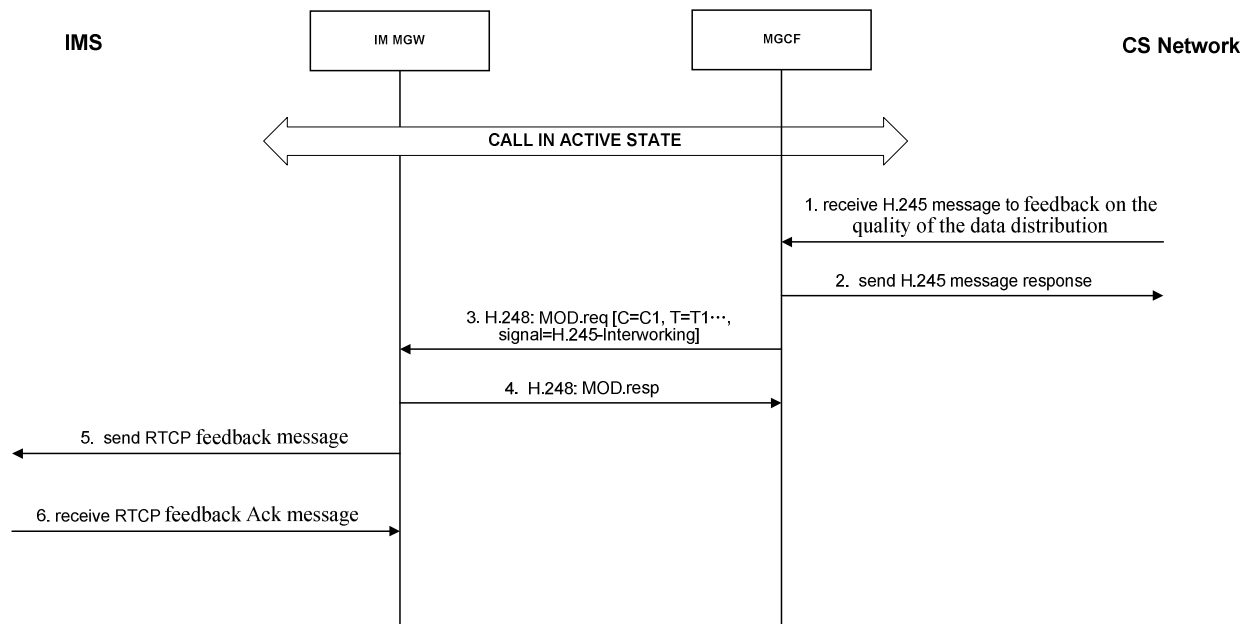 IMS
IM MGW
MGCF
CS Network
CALL IN ACTIVE STATE
1. receive H.245 message to feedback on the
quality of the data distribution
2. send H.245 message response
3. H.248: MOD.req [C=C1, T=T1⋯,
signal=H.245-Interworking]
4. H.248: MOD.resp
5. send RTCP feedback message
6. receive RTCP feedback Ack message